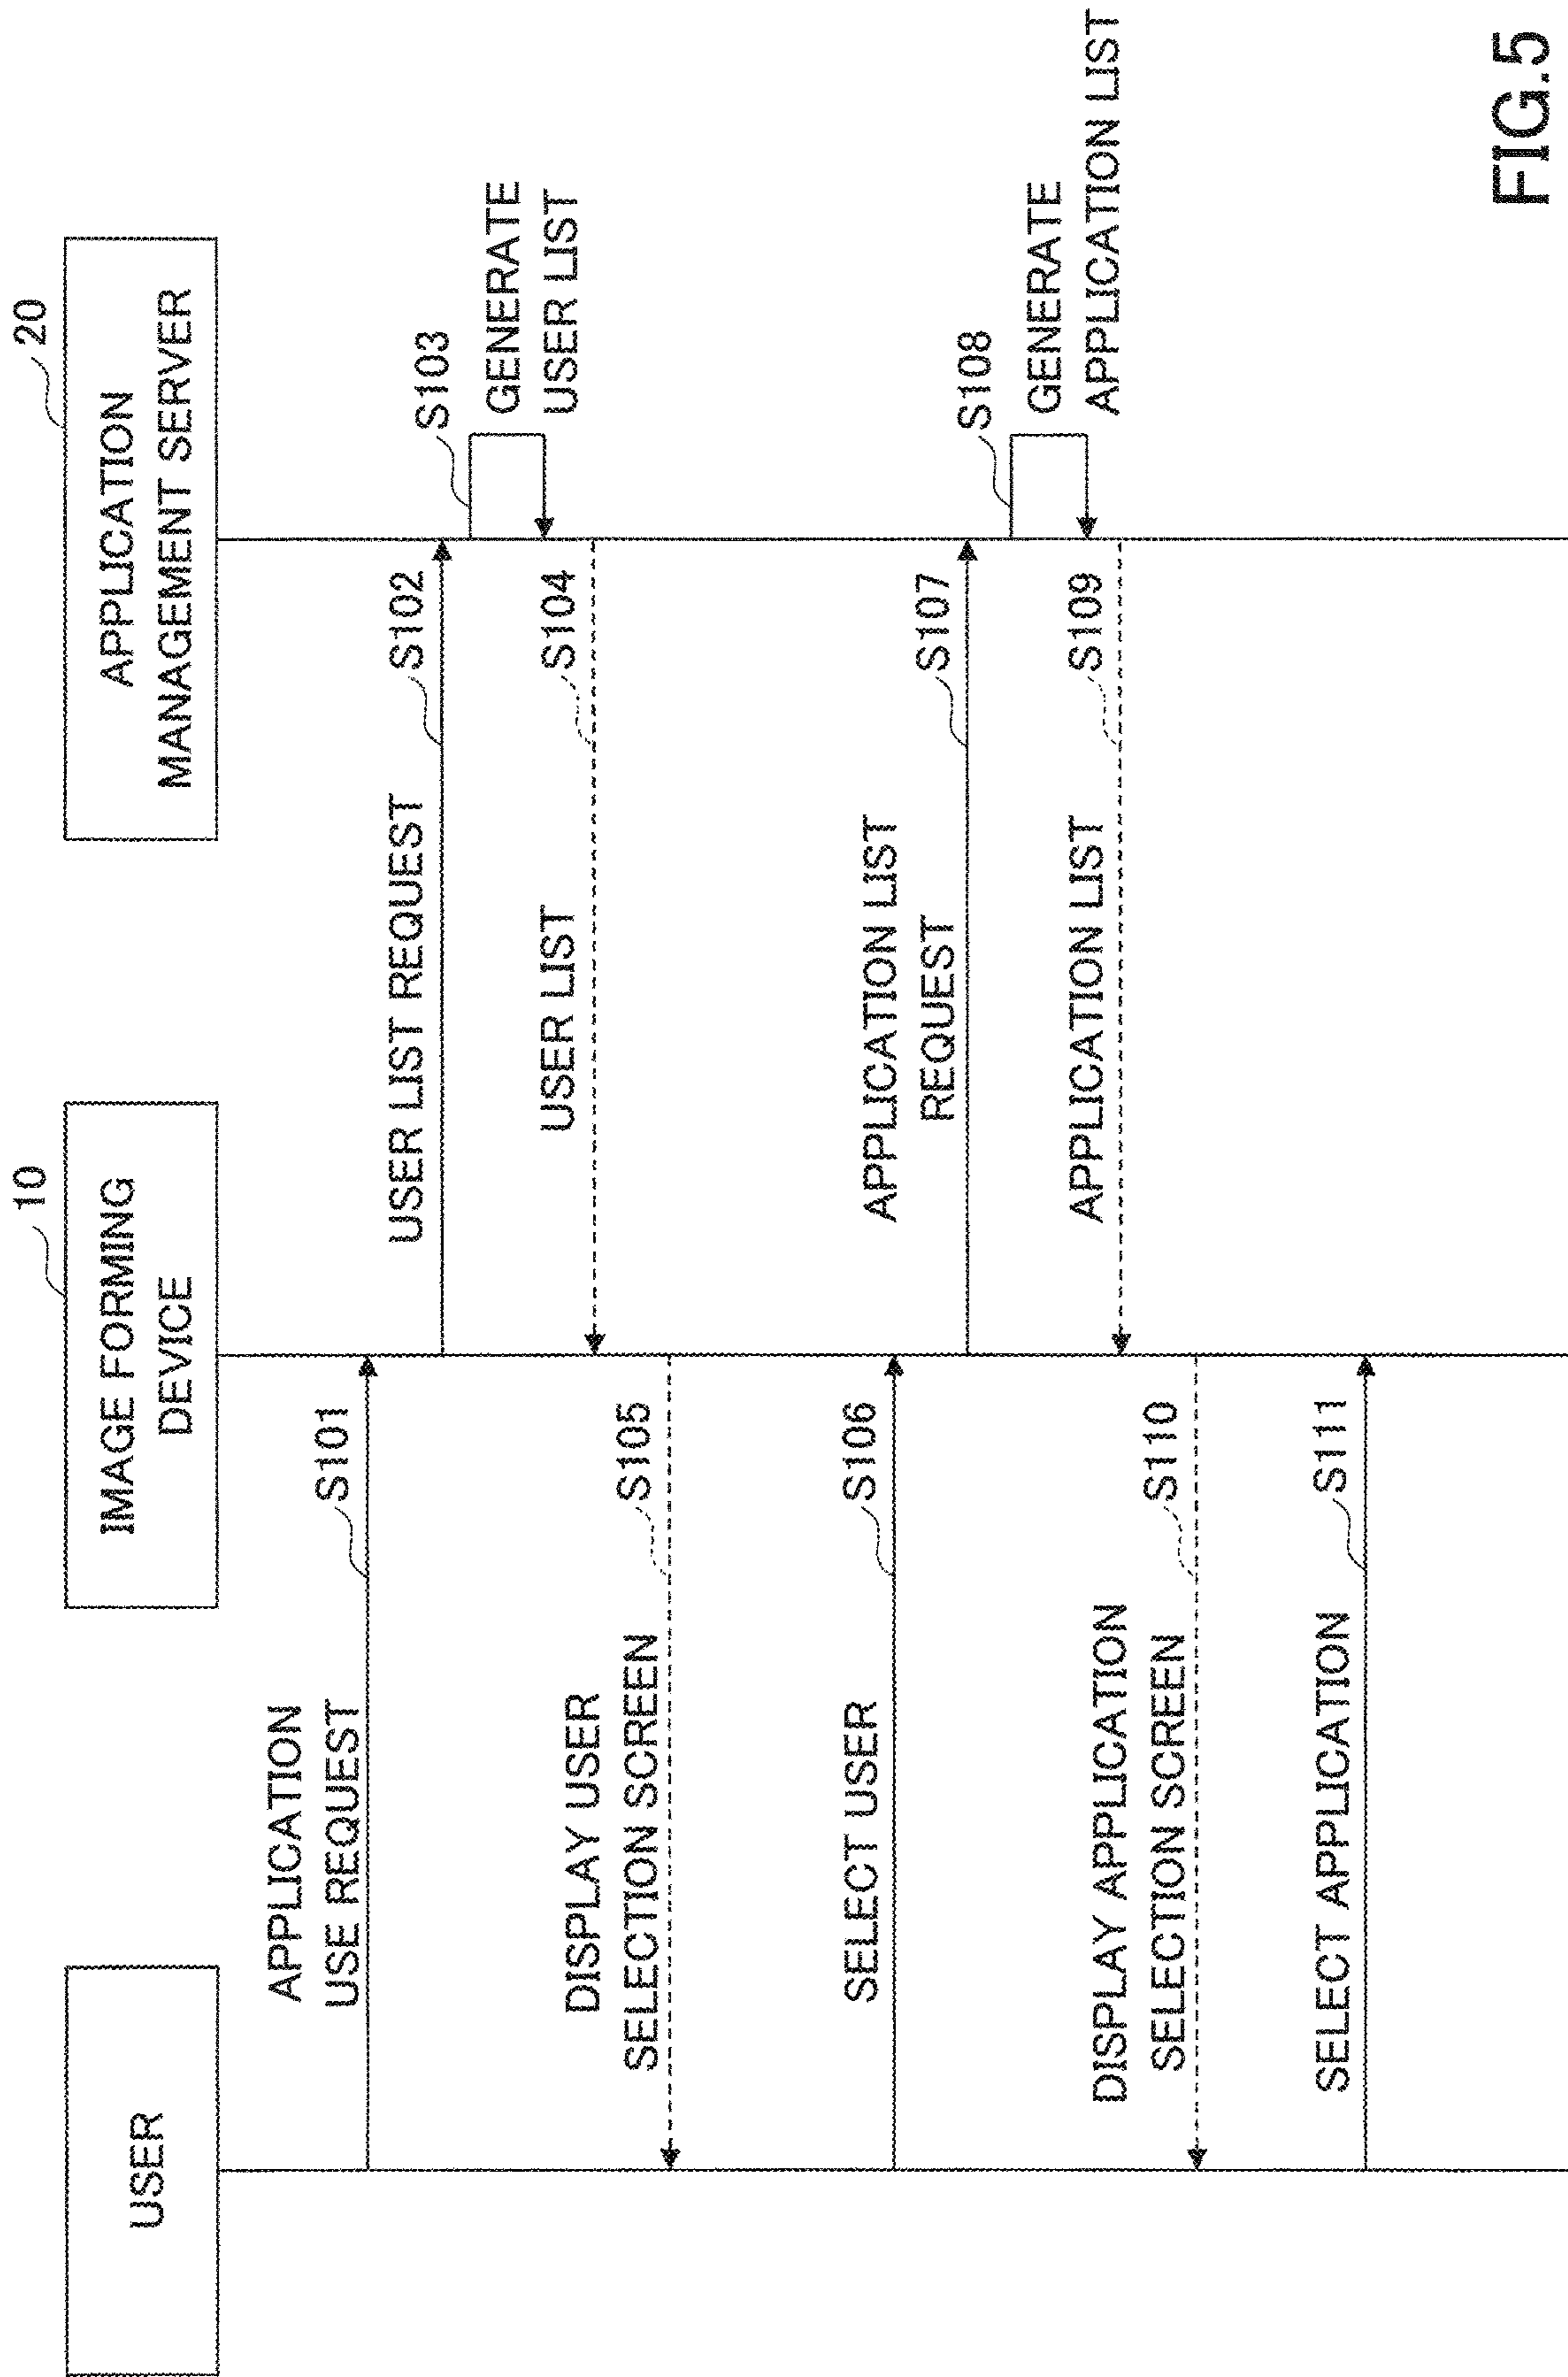 USER
IMAGE FORMING
DEVICE
10
APPLICATION
MANAGEMENT SERVER
20
APPLICATION
USE REQUEST
S101
USER LIST REQUEST
S102
S103
GENERATE
USER LIST
USER LIST
S104
DISPLAY USER
SELECTION SCREEN
S105
SELECT USER
S106
APPLICATION LIST
REQUEST
S107
S108
GENERATE
APPLICATION LIST
APPLICATION LIST
S109
DISPLAY APPLICATION
SELECTION SCREEN
S110
SELECT APPLICATION
S111
FIG.5